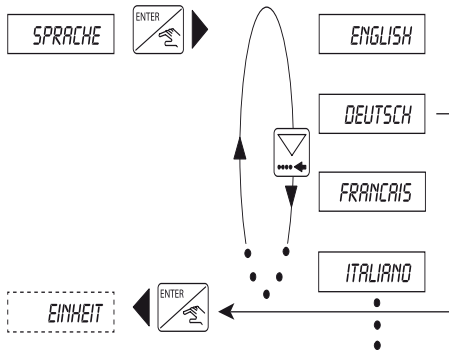 SPRACHE
ENTER
ENGLISH
DEUTSCH
FRANCAIS
ITALIANO
EINHEIT
ENTER